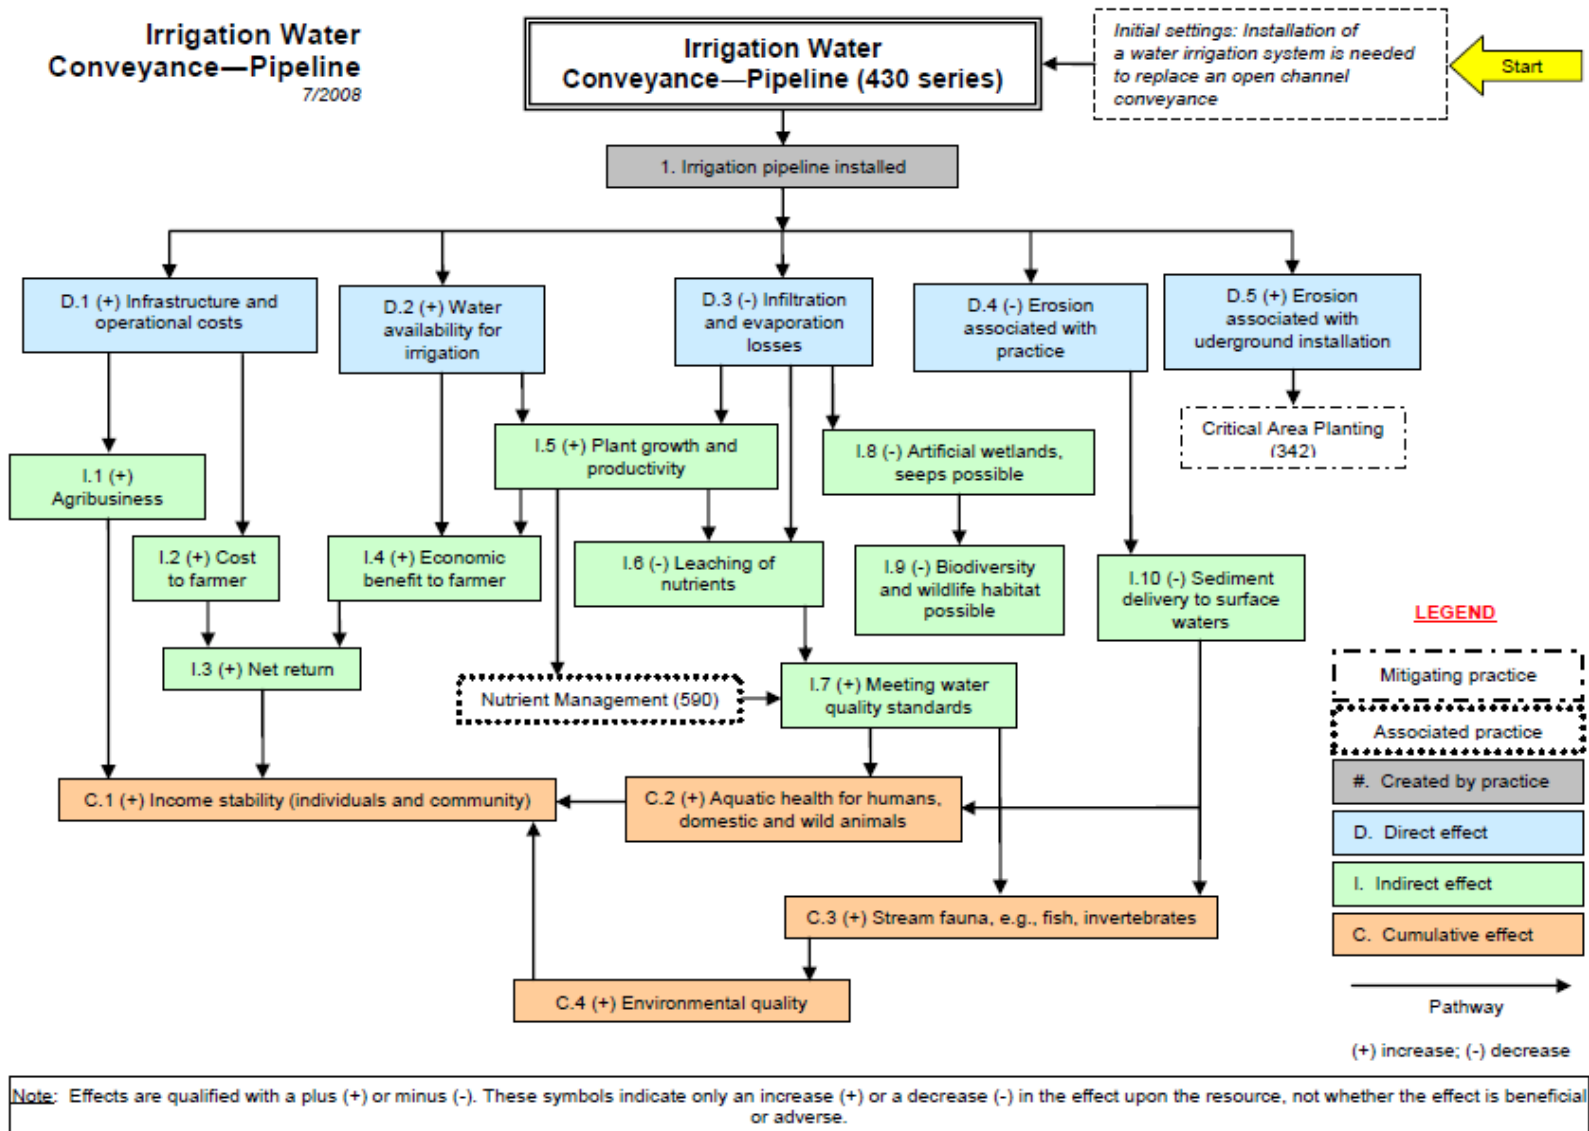 Irrigation Water
Conveyance—Pipeline
7/2008
Irrigation Water
Conveyance—Pipeline (430 series)
Initial settings: Installation of
a water irrigation system is needed
to replace an open channel
conveyance
Start
1. Irrigation pipeline installed
D.1 (+) Infrastructure and
operational costs
D.2 (+) Water
availability for
irrigation
D.3 (-) Infiltration
and evaporation
losses
D.4 (-) Erosion
associated with
practice
D.5 (+) Erosion
associated with
uderground installation
I.1 (+)
Agribusiness
I.5 (+) Plant growth and
productivity
I.8 (-) Artificial wetlands,
seeps possible
Critical Area Planting
(342)
I.2 (+) Cost
to farmer
I.4 (+) Economic
benefit to farmer
I.6 (-) Leaching of
nutrients
I.9 (-) Biodiversity
and wildlife habitat
possible
I.10 (-) Sediment
delivery to surface
waters
I.3 (+) Net return
Nutrient Management (590)
I.7 (+) Meeting water
quality standards
C.1 (+) Income stability (individuals and community)
C.2 (+) Aquatic health for humans,
domestic and wild animals
C.3 (+) Stream fauna, e.g., fish, invertebrates
C.4 (+) Environmental quality
LEGEND
Mitigating practice
Associated practice
#. Created by practice
D. Direct effect
I. Indirect effect
C. Cumulative effect
Pathway
(+) increase; (-) decrease
Note: Effects are qualified with a plus (+) or minus (-). These symbols indicate only an increase (+) or a decrease (-) in the effect upon the resource, not whether the effect is beneficial
or adverse.